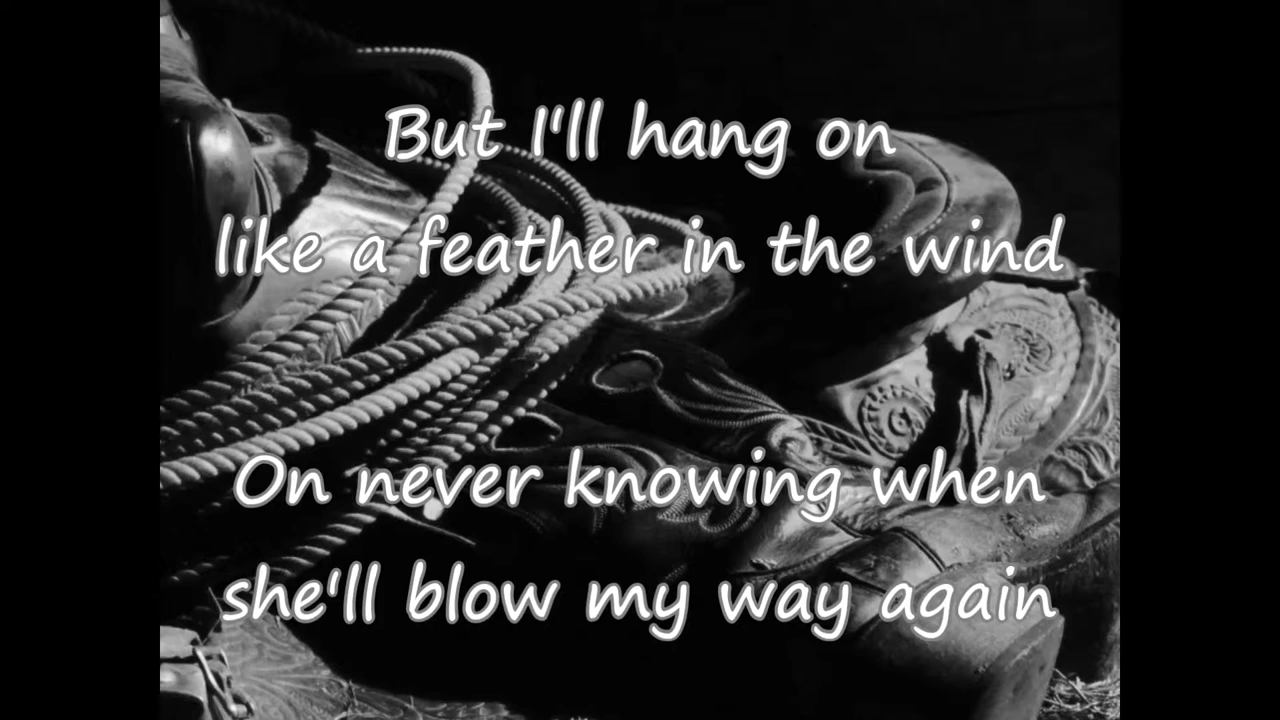 But I'll hang on
like a feather in the wind
On never knowing when
she'll blow my way again